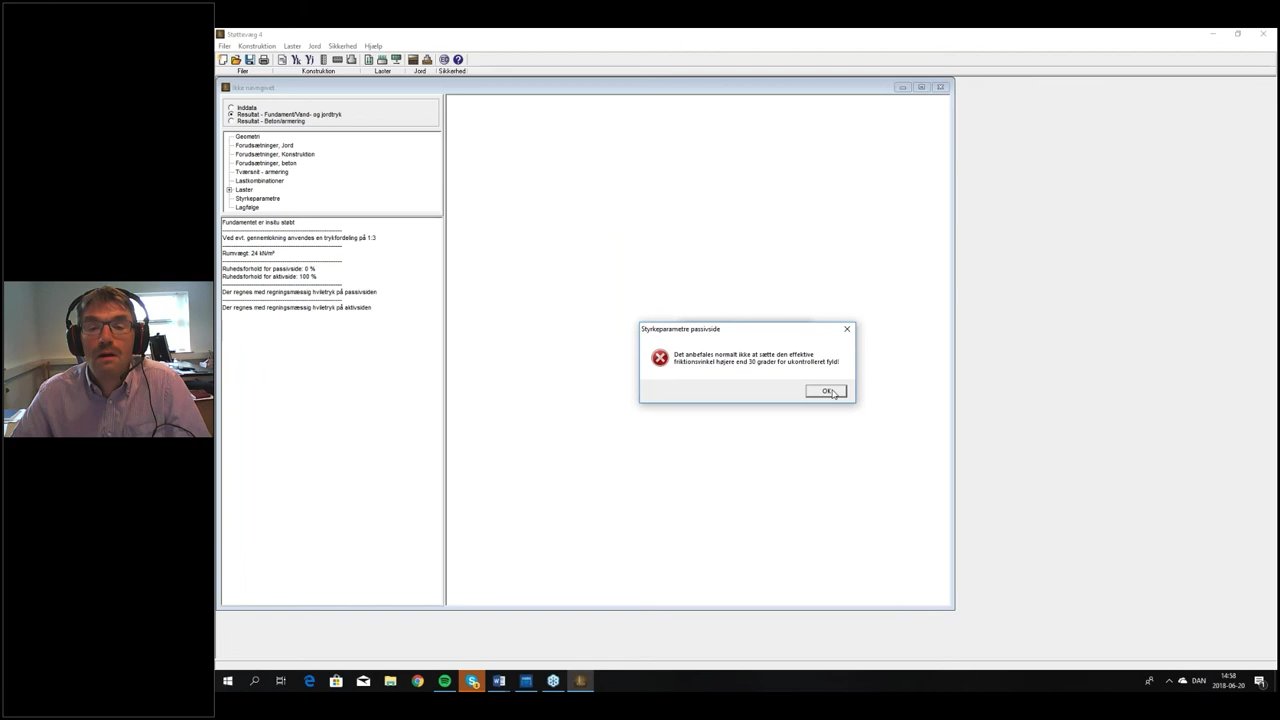 Støttevæg 4
Filer Konstruktion Laster Jord Sikkerhed Hjælp
Filer Konstruktion Laster Jord Sikkerhed
Ikke navngivet
Inddata
Resultat - Fundament/Vand- og jordtryk
Resultat - Beton/armering
Geometri
Forudsætninger, Jord
Forudsætninger, Konstruktion
Forudsætninger, beton
Tværsnit - armering
Lastkombinationer
Laster
Styrkeparametre
Lagfølge
Fundamentet er insitu støbt
Ved evt. gennemlokning anvendes en trykfordeling på 1:3
Rumvægt: 24 kN/m³
Ruhedsforhold for passivside: 0 %
Ruhedsforhold for aktivside: 100 %
Der regnes med regningsmæssig hviletryk på passivsiden
Der regnes med regningsmæssig hviletryk på aktivsiden
Styrkeparametre passivside
Det anbefales normalt ikke at sætte den effektive
friktionsvinkel højere end 30 grader for ukontrolleret fyld!
OK
DAN
14:58
2018-06-20